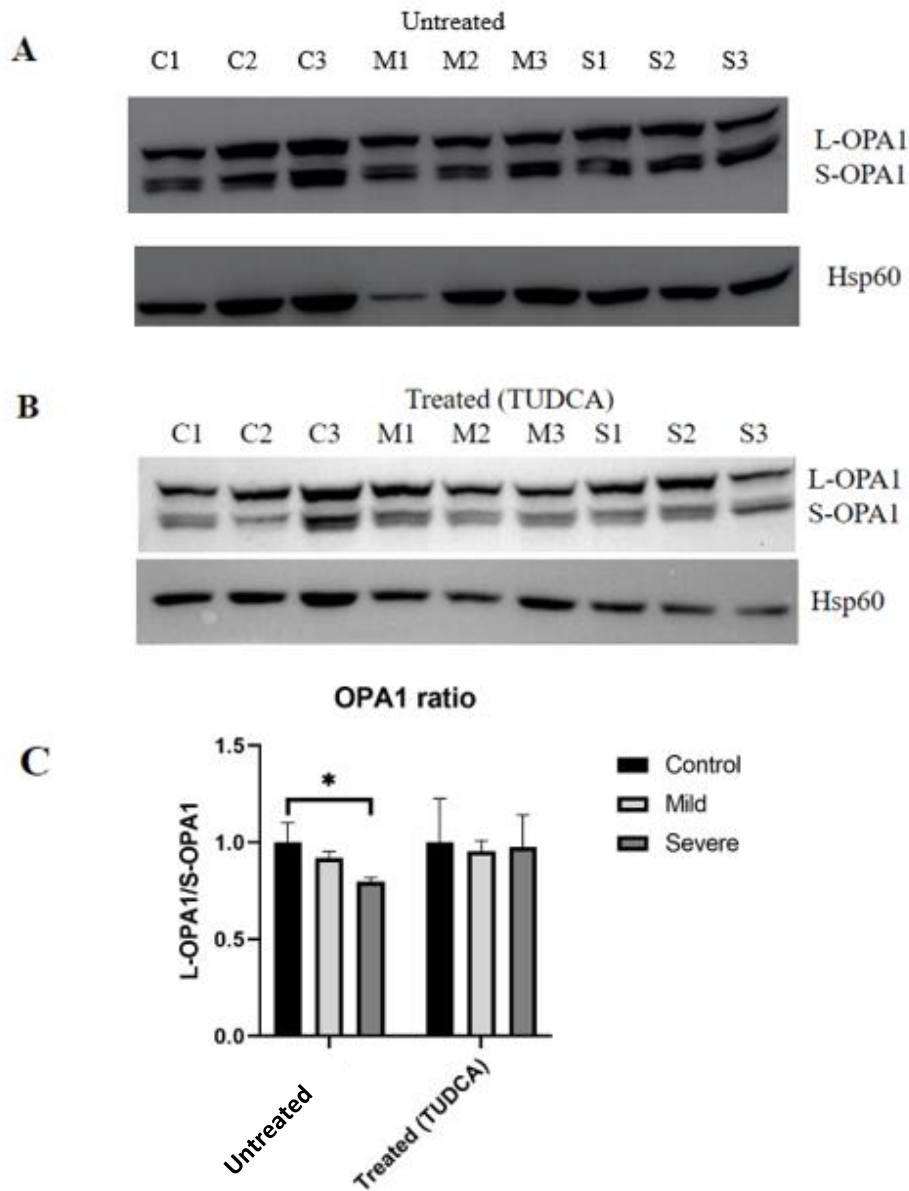 A
Untreated
C1 C2 C3 M1 M2 M3 S1 S2 S3
L-OPA1
S-OPA1
Hsp60
B
Treated (TUDCA)
C1 C2 C3 M1 M2 M3 S1 S2 S3
L-OPA1
S-OPA1
Hsp60
OPA1 ratio
C
L-OPA1/S-OPA1
1.5
1.0
0.5
0.0
*
Control
Mild
Severe
Untreated
Treated (TUDCA)